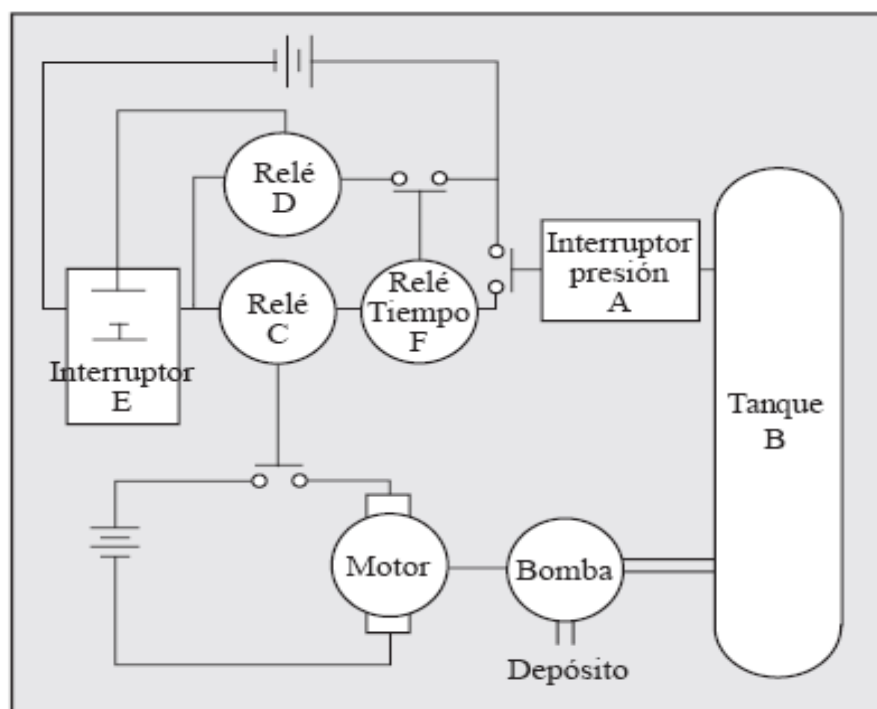 Relé
D
Interruptor
presión
A
Relé
C
Relé
Tiempo
F
Interruptor
E
Tanque
B
Motor
Bomba
Depósito